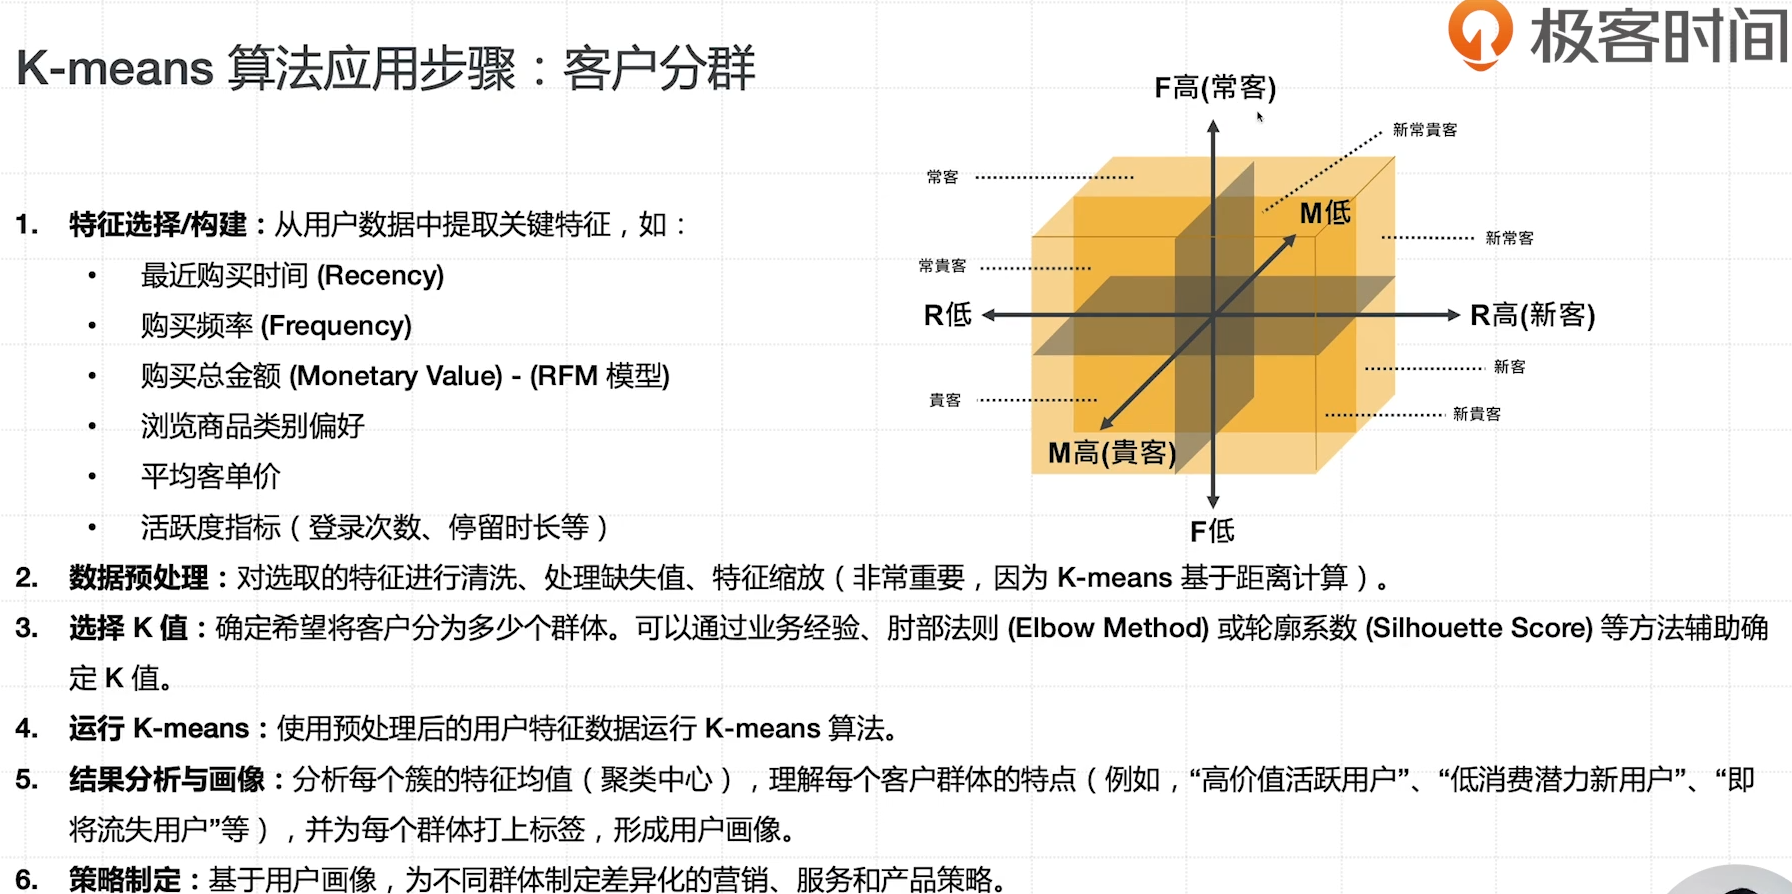 极客时间
K-means 算法应用步骤：客户分群
1. 特征选择/构建：从用户数据中提取关键特征，如：
• 最近购买时间 (Recency)
• 购买频率 (Frequency)
• 购买总金额 (Monetary Value) - (RFM 模型)
• 浏览商品类别偏好
• 平均客单价
• 活跃度指标（登录次数、停留时长等）
2. 数据预处理：对选取的特征进行清洗、处理缺失值、特征缩放（非常重要，因为 K-means 基于距离计算）。
3. 选择 K 值：确定希望将客户分为多少个群体。可以通过业务经验、肘部法则 (Elbow Method) 或轮廓系数 (Silhouette Score) 等方法辅助确
定 K 值。
4. 运行 K-means：使用预处理后的用户特征数据运行 K-means 算法。
5. 结果分析与画像：分析每个簇的特征均值（聚类中心），理解每个客户群体的特点（例如，“高价值活跃用户”、“低消费潜力新用户”、“即
将流失用户”等），并为每个群体打上标签，形成用户画像。
6. 策略制定：基于用户画像，为不同群体制定差异化的营销、服务和产品策略。
F高(常客)
新常貴客
常客
M低
新常客
常貴客
R低
R高(新客)
新客
貴客
新貴客
M高(貴客)
F低